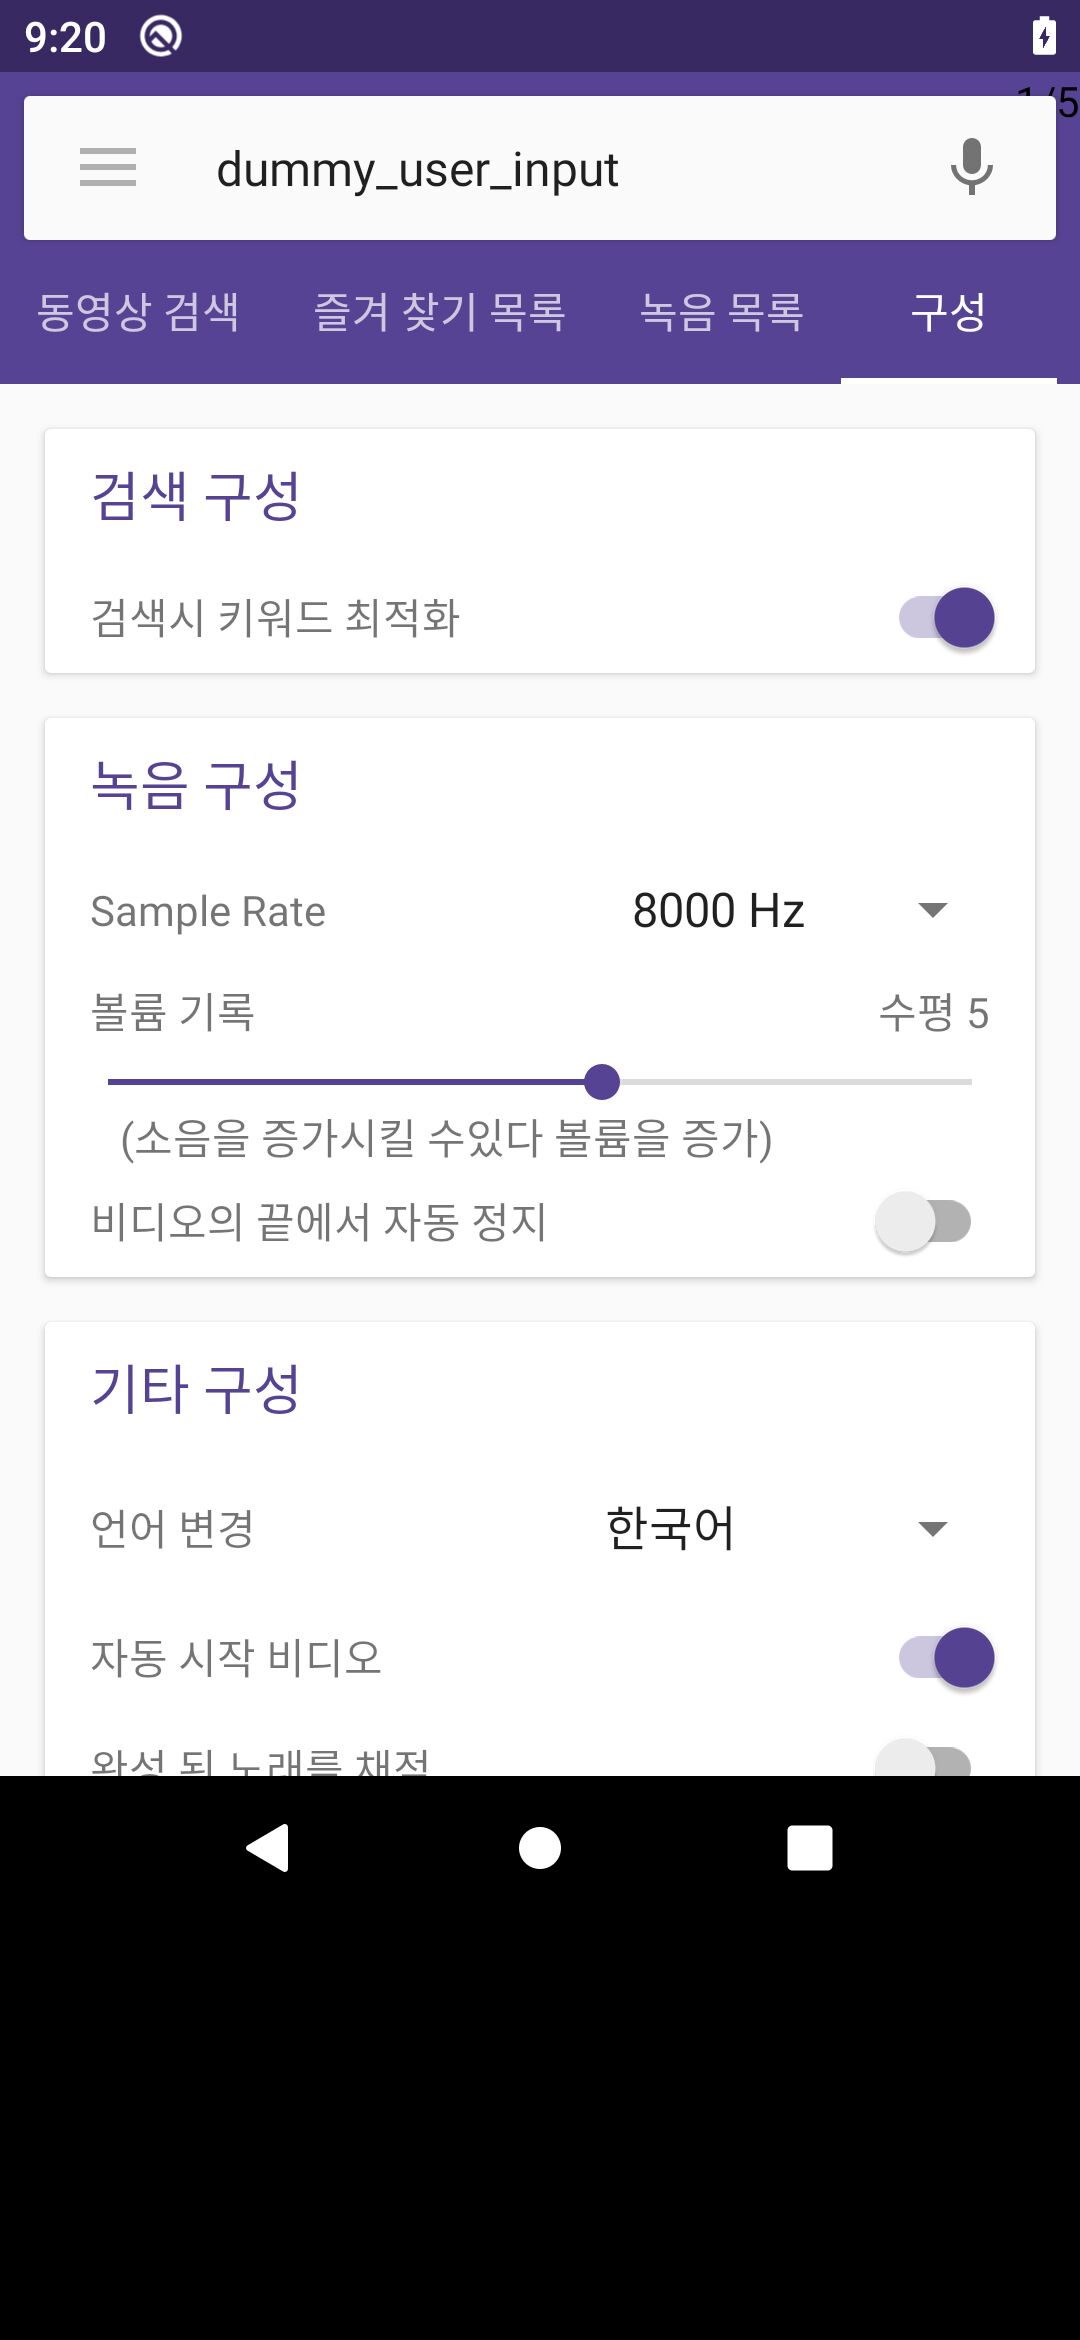 9:20
1/5
dummy_user_input
동영상 검색 즐겨 찾기 목록 녹음 목록 구성
검색 구성
검색시 키워드 최적화
녹음 구성
Sample Rate 8000 Hz
볼륨 기록 수평 5
(소음을 증가시킬 수있다 볼륨을 증가)
비디오의 끝에서 자동 정지
기타 구성
언어 변경 한국어
자동 시작 비디오
완성 된 노래를 채점